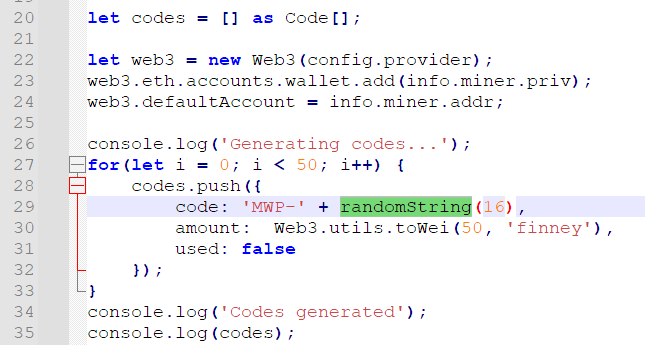 20 let codes = [] as Code[];
21
22 let web3 = new Web3(config.provider);
23 web3.eth.accounts.wallet.add(info.miner.priv);
24 web3.defaultAccount = info.miner.addr;
25
26 console.log('Generating codes...');
27 for(let i = 0; i < 50; i++) {
28     codes.push({
29         code: 'MWP-' + randomString(16),
30         amount:  Web3.utils.toWei(50, 'finney'),
31         used: false
32     });
33 }
34 console.log('Codes generated');
35 console.log(codes);